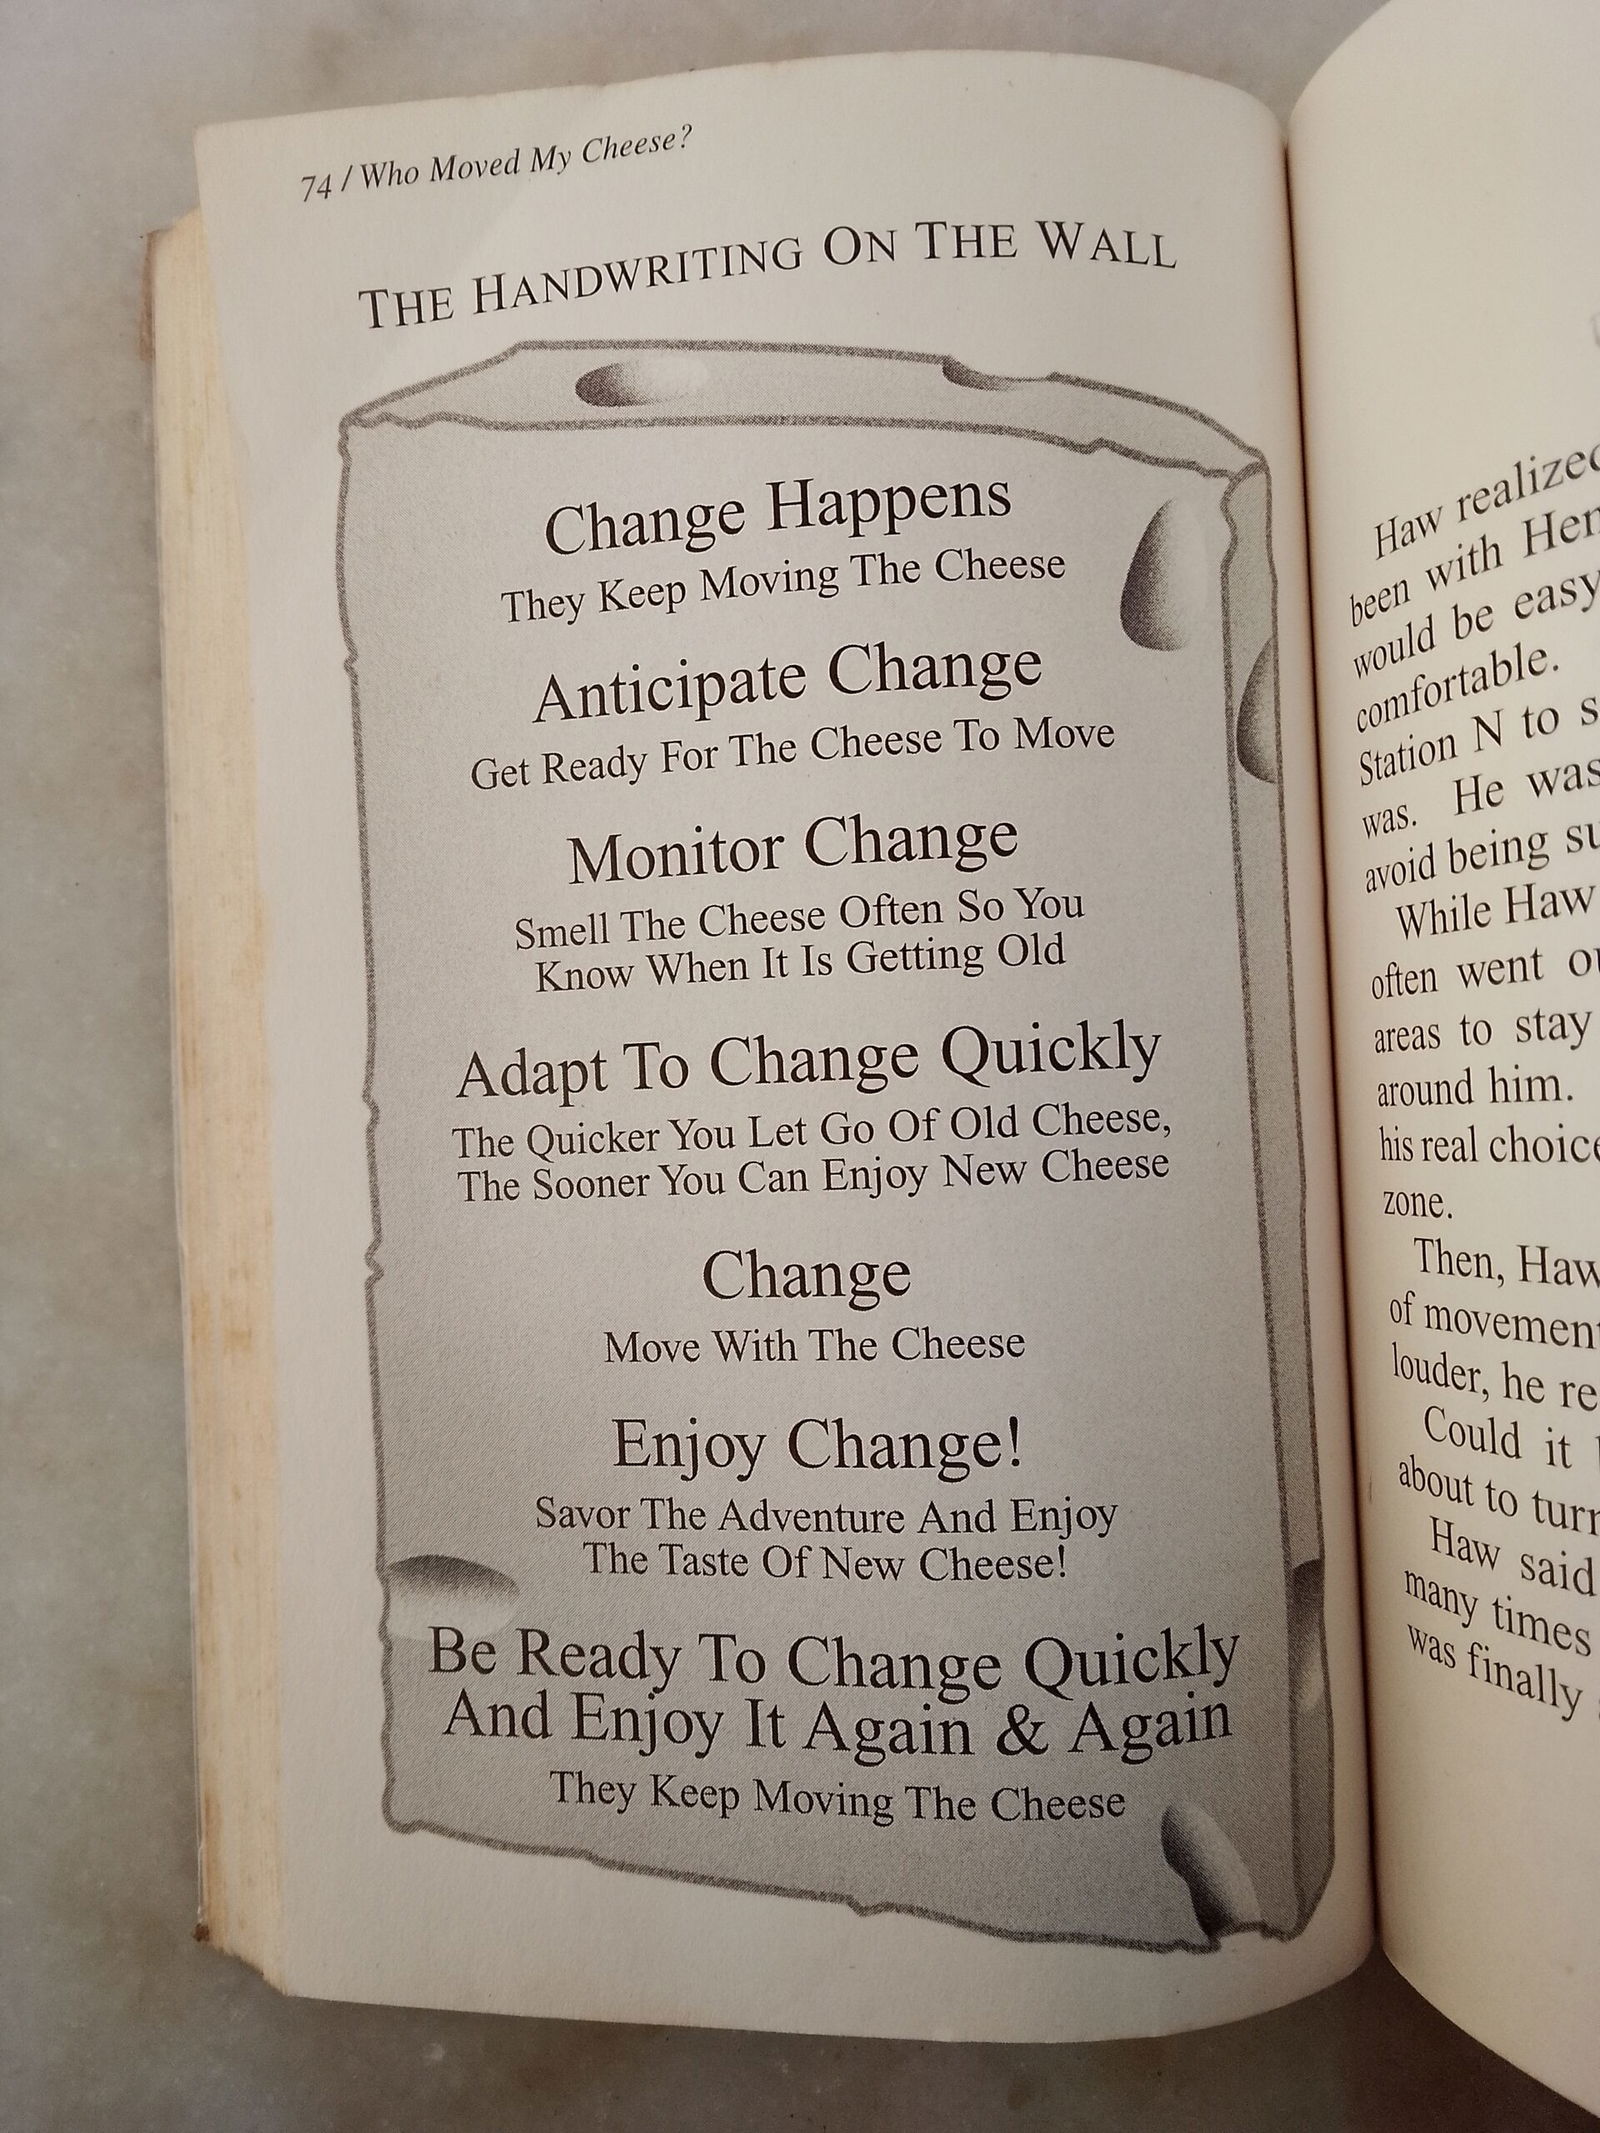 74 / Who Moved My Cheese?
THE HANDWRITING ON THE WALL
Change Happens
They Keep Moving The Cheese
Anticipate Change
Get Ready For The Cheese To Move
Monitor Change
Smell The Cheese Often So You
Know When It Is Getting Old
Adapt To Change Quickly
The Quicker You Let Go Of Old Cheese,
The Sooner You Can Enjoy New Cheese
Change
Move With The Cheese
Enjoy Change!
Savor The Adventure And Enjoy
The Taste Of New Cheese!
Be Ready To Change Quickly
And Enjoy It Again & Again
They Keep Moving The Cheese
Haw realized
been with
would be easy
comfortable.
Station N to
was. He was
avoid being
While Haw
often went
areas to stay
around him.
his real
zone.
Then, Haw
of
louder, he
Could it
about to
Haw said
many times
was finally